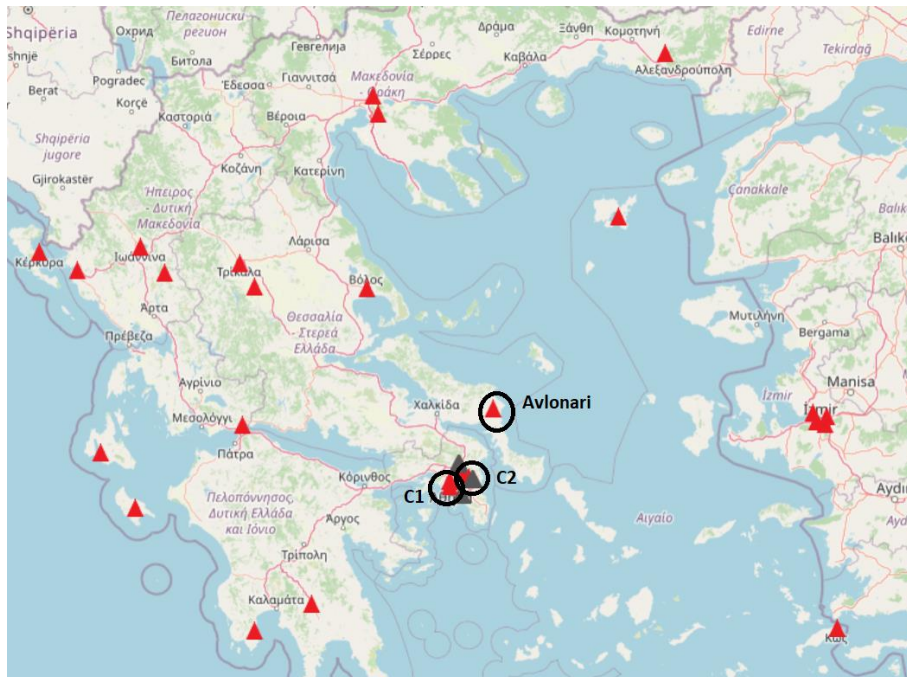 Shqipëria
Охрид
Пелагониски
регион
Битола
Гевгелија
Σέρρες
Δράμα
Ξάνθη
Κομοτηνή
Edirne
Tekirdağ
Καβάλα
Αλεξανδρούπολη
Berat
Pogradec
Korçë
Έδεσσα
Γιαννιτσά
Μακεδονία
- Θράκη
Καστοριά
Βέροια
Shqipëria
jugore
Gjirokastër
Κοζάνη
Κατερίνη
Çanakkale
Ήπειρος
- Δυτική
Μακεδονία
Κέρκυρα
Ιωάννινα
Λάρισα
Τρίκαλα
Βόλος
Άρτα
Πρέβεζα
Θεσσαλία
- Στερεά
Ελλάδα
Μυτιλήνη
Bergama
Αγρίνιο
Μεσολόγγι
Χαλκίδα
Avlonari
İzmir
Manisa
İzmir
Πάτρα
Κόρινθος
C1
C2
Πελοπόννησος,
Δυτική Ελλάδα
και Ιόνιο
Άργος
Αιγαίο
Τρίπολη
Καλαμάτα
Κως